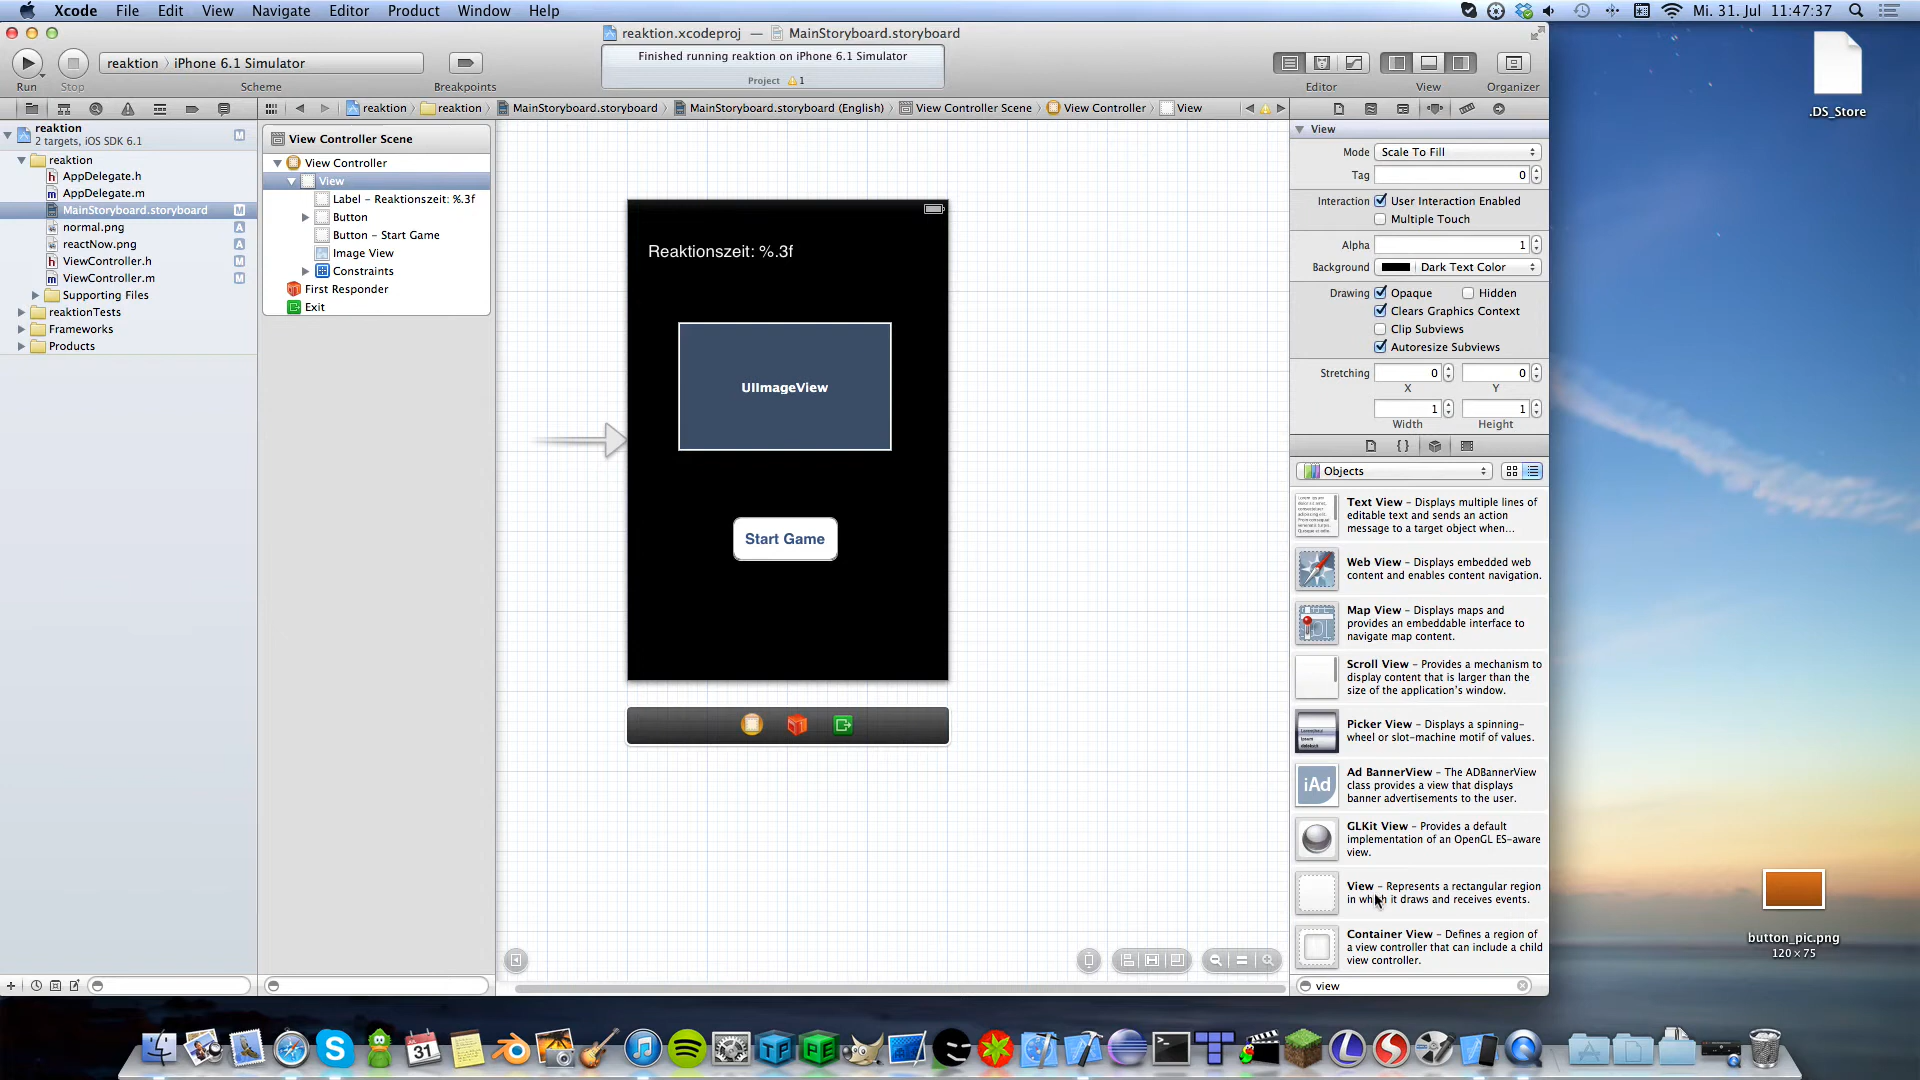 Xcode File Edit View Navigate Editor Product Window Help
Mi. 31. Jul 11:47:37
reaktion.xcodeproj — MainStoryboard.storyboard
reaktion 〉 iPhone 6.1 Simulator
Finished running reaktion on iPhone 6.1 Simulator
Project 1
Run Stop Scheme Breakpoints Editor View Organizer
reaktion 〉 reaktion 〉 MainStoryboard.storyboard 〉 MainStoryboard.storyboard (English) 〉 View Controller Scene 〉 View Controller 〉 View
reaktion M
2 targets, iOS SDK 6.1
reaktion
AppDelegate.h
AppDelegate.m
MainStoryboard.storyboard M
normal.png A
reactNow.png A
ViewController.h M
ViewController.m M
Supporting Files
reaktionTests
Frameworks
Products
View Controller Scene
View Controller
View
Label – Reaktionszeit: %.3f
Button
Button – Start Game
Image View
Constraints
First Responder
Exit
Reaktionszeit: %.3f
UIImageView
Start Game
View
Mode Scale To Fill
Tag 0
Interaction User Interaction Enabled
Multiple Touch
Alpha 1
Background Dark Text Color
Drawing Opaque Hidden
Clears Graphics Context
Clip Subviews
Autoresize Subviews
Stretching 0 0
X Y
1 1
Width Height
{ }
Objects
Text View – Displays multiple lines of
editable text and sends an action
message to a target object when...
Web View – Displays embedded web
content and enables content navigation.
Map View – Displays maps and
provides an embeddable interface to
navigate map content.
Scroll View – Provides a mechanism to
display content that is larger than the
size of the application's window.
Picker View – Displays a spinning-
wheel or slot-machine motif of values.
iAd
Ad BannerView – The ADBannerView
class provides a view that displays
banner advertisements to the user.
GLKit View – Provides a default
implementation of an OpenGL ES-aware
view.
View – Represents a rectangular region
in which it draws and receives events.
Container View – Defines a region of
a view controller that can include a child
view controller.
view
.DS_Store
button_pic.png
120×75
31
TP
PE